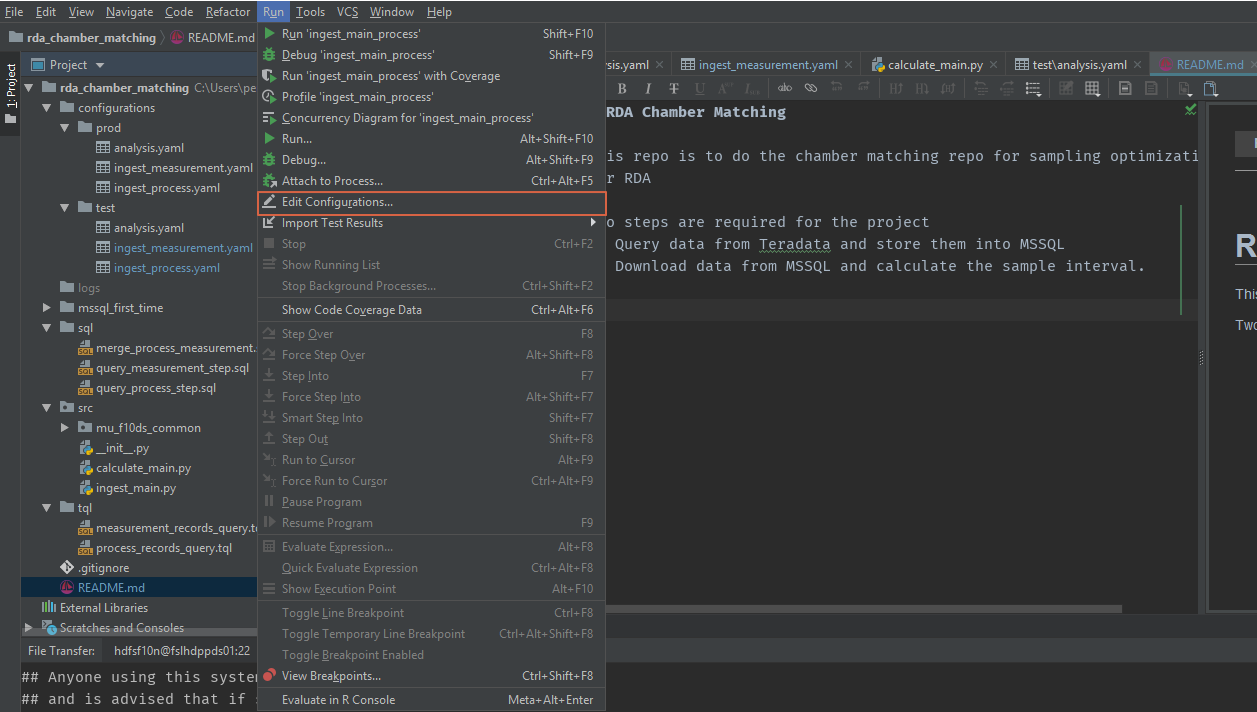 File Edit View Navigate Code Refactor Run Tools VCS Window Help
rda_chamber_matching README.md
Project
1: Project
rda_chamber_matching C:\Users\pe
configurations
prod
analysis.yaml
ingest_measurement.yaml
ingest_process.yaml
test
analysis.yaml
ingest_measurement.yaml
ingest_process.yaml
logs
mssql_first_time
sql
merge_process_measurement.
query_measurement_step.sql
query_process_step.sql
src
mu_f10ds_common
__init__.py
calculate_main.py
ingest_main.py
tql
measurement_records_query.t
process_records_query.tql
.gitignore
README.md
External Libraries
Scratches and Consoles
File Transfer: hdfsf10n@fslhdppds01:22
## Anyone using this system
## and is advised that if
Run 'ingest_main_process' Shift+F10
Debug 'ingest_main_process' Shift+F9
Run 'ingest_main_process' with Coverage
Profile 'ingest_main_process'
Concurrency Diagram for 'ingest_main_process'
Run... Alt+Shift+F10
Debug... Alt+Shift+F9
Attach to Process... Ctrl+Alt+F5
Edit Configurations...
Import Test Results
Stop Ctrl+F2
Show Running List
Stop Background Processes... Ctrl+Shift+F2
Show Code Coverage Data Ctrl+Alt+F6
Step Over F8
Force Step Over Alt+Shift+F8
Step Into F7
Force Step Into Alt+Shift+F7
Smart Step Into Shift+F7
Step Out Shift+F8
Run to Cursor Alt+F9
Force Run to Cursor Ctrl+Alt+F9
Pause Program
Resume Program F9
Evaluate Expression... Alt+F8
Quick Evaluate Expression Ctrl+Alt+F8
Show Execution Point Alt+F10
Toggle Line Breakpoint Ctrl+F8
Toggle Temporary Line Breakpoint Ctrl+Alt+Shift+F8
Toggle Breakpoint Enabled
View Breakpoints... Ctrl+Shift+F8
Evaluate in R Console Meta+Alt+Enter
sis.yaml ingest_measurement.yaml calculate_main.py test\analysis.yaml README.md
RDA Chamber Matching
is repo is to do the chamber matching repo for sampling optimizati
r RDA
o steps are required for the project
Query data from Teradata and store them into MSSQL
Download data from MSSQL and calculate the sample interval.
R
This
Two